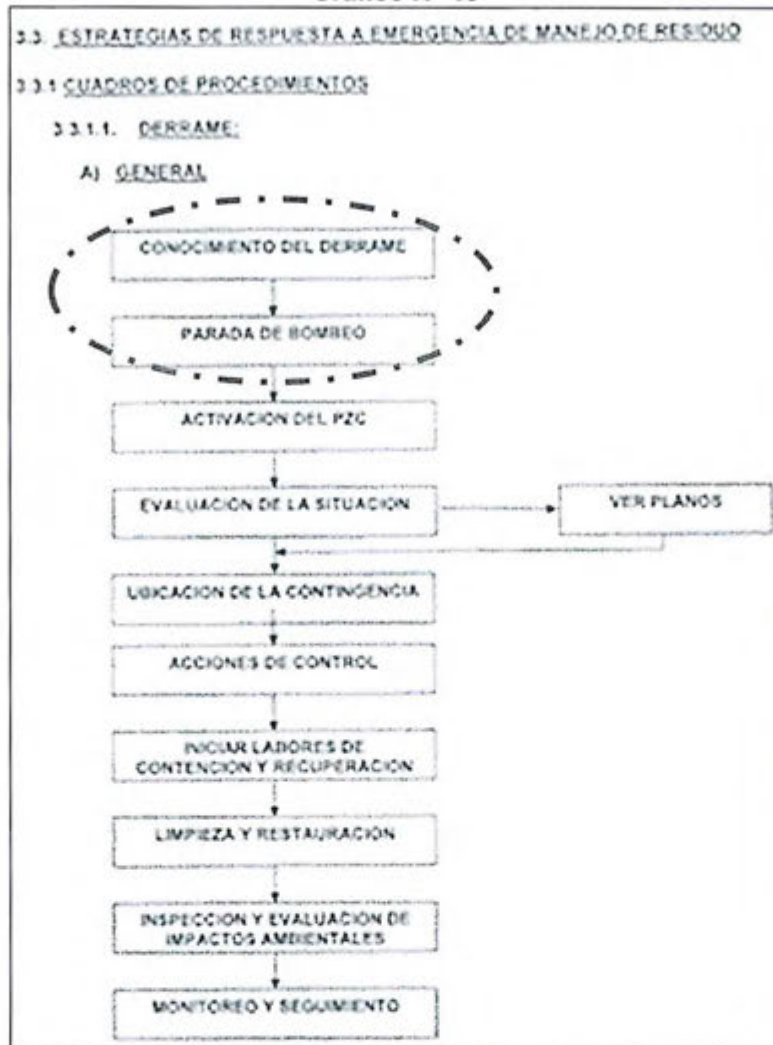 3.3. ESTRATEGIAS DE RESPUESTA A EMERGENCIA DE MANEJO DE RESIDUO
3.3.1 CUADROS DE PROCEDIMIENTOS
3.3.1.1. DERRAME:
A) GENERAL
CONOCIMIENTO DEL DERRAME
PARADA DE BOMBEO
ACTIVACION DEL PZC
EVALUACION DE LA SITUACION
VER PLANOS
UBICACION DE LA CONTINGENCIA
ACCIONES DE CONTROL
INICIAR LABORES DE
CONTENCION Y RECUPERACION
LIMPIEZA Y RESTAURACION
INSPECCION Y EVALUACION DE
IMPACTOS AMBIENTALES
MONITOREO Y SEGUIMIENTO